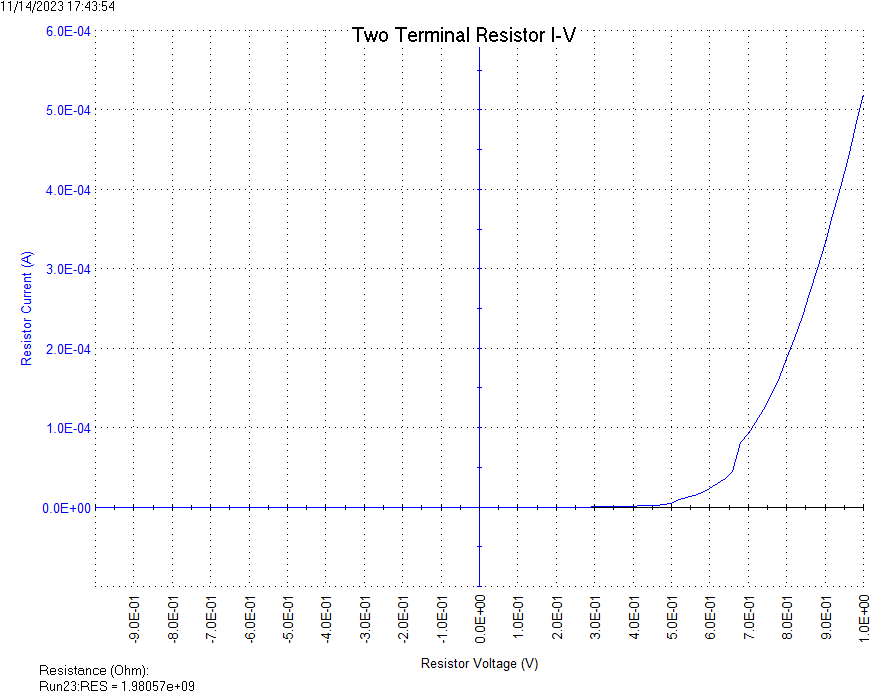 11/14/2023 17:43:54
Two Terminal Resistor I-V
6.0E-04
5.0E-04
4.0E-04
3.0E-04
2.0E-04
1.0E-04
0.0E+00
Resistor Current (A)
-9.0E-01
-8.0E-01
-7.0E-01
-6.0E-01
-5.0E-01
-4.0E-01
-3.0E-01
-2.0E-01
-1.0E-01
0.0E+00
1.0E-01
2.0E-01
3.0E-01
4.0E-01
5.0E-01
6.0E-01
7.0E-01
8.0E-01
9.0E-01
1.0E+00
Resistor Voltage (V)
Resistance (Ohm):
Run23:RES = 1.98057e+09